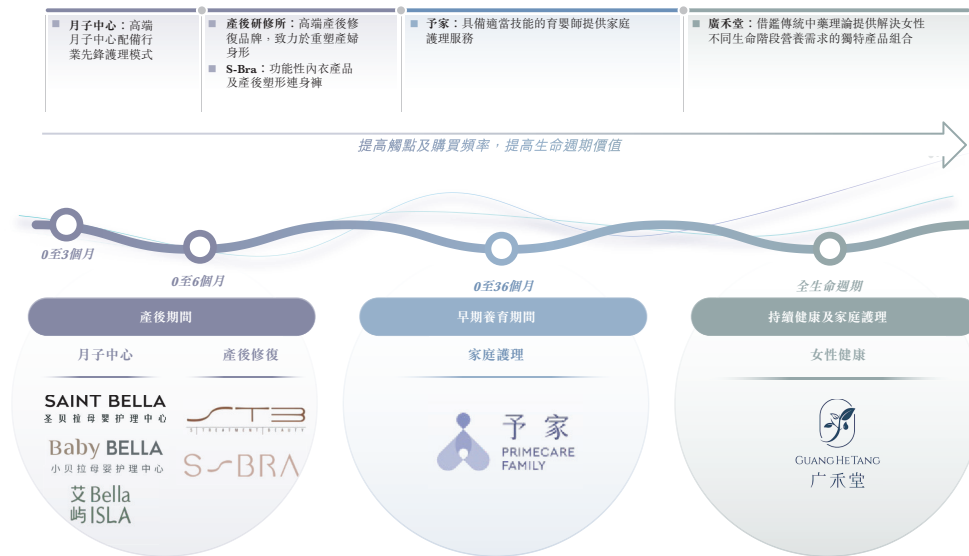 月子中心：高端
月子中心配備行
業先鋒護理模式
產後研修所：高端產後修
復品牌，致力於重塑產婦
身形
S-Bra：功能性內衣產品
及產後塑形連身褲
予家：具備適當技能的育嬰師提供家庭
護理服務
廣禾堂：借鑑傳統中藥理論提供解決女性
不同生命階段營養需求的獨特產品組合
提高觸點及購買頻率，提高生命週期價值
0至3個月
0至6個月
0至36個月
全生命週期
產後期間
月子中心
產後修復
SAINT BELLA
圣贝拉母婴护理中心
Baby BELLA
小贝拉母婴护理中心
艾Bella
屿ISLA
STB
S|TREATMENT|BEAUTY
S-BRA
早期養育期間
家庭護理
予家
PRIMECARE
FAMILY
持續健康及家庭護理
女性健康
GUANG HE TANG
广禾堂